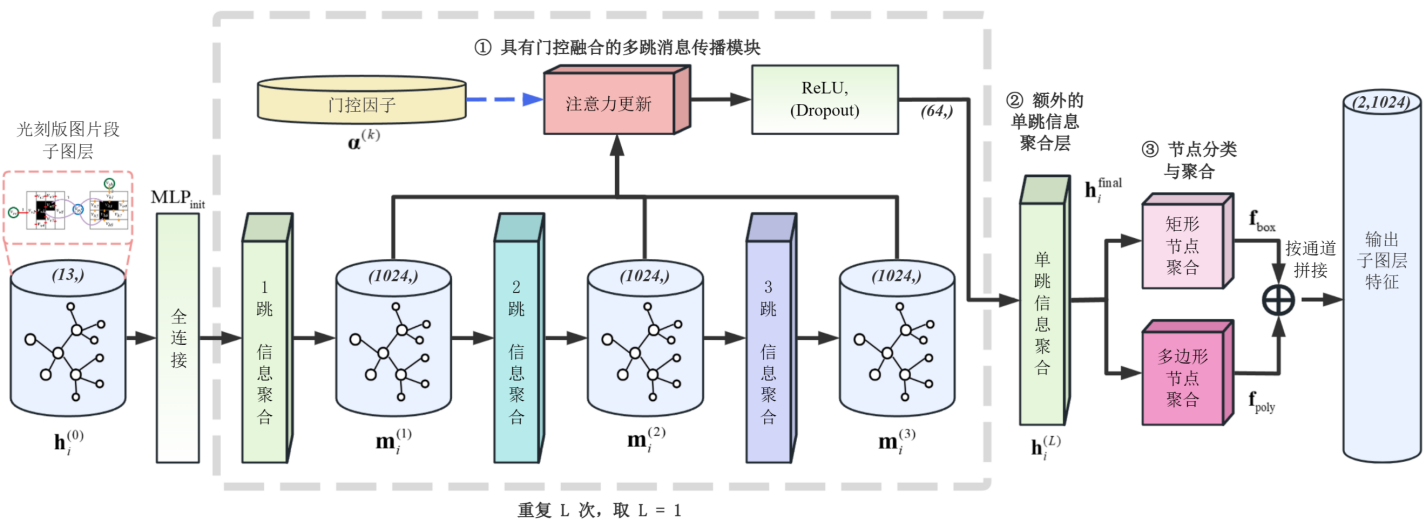 ① 具有门控融合的多跳消息传播模块
门控因子
α^(k)
注意力更新
ReLU,
(Dropout)
(64,)
② 额外的
单跳信息
聚合层
③ 节点分类
与聚合
(2,1024)
光刻版图片段
子图层
MLP_init
(13,)
h_i^(0)
全连接
1跳 信息聚合
(1024,)
m_i^(1)
2跳 信息聚合
(1024,)
m_i^(2)
3跳 信息聚合
(1024,)
m_i^(3)
单跳信息聚合
h_i^(L)
h_i^final
矩形
节点
聚合
f_box
多边形
节点
聚合
f_poly
按通道
拼接
输出
子图层
特征
重复 L 次，取 L = 1